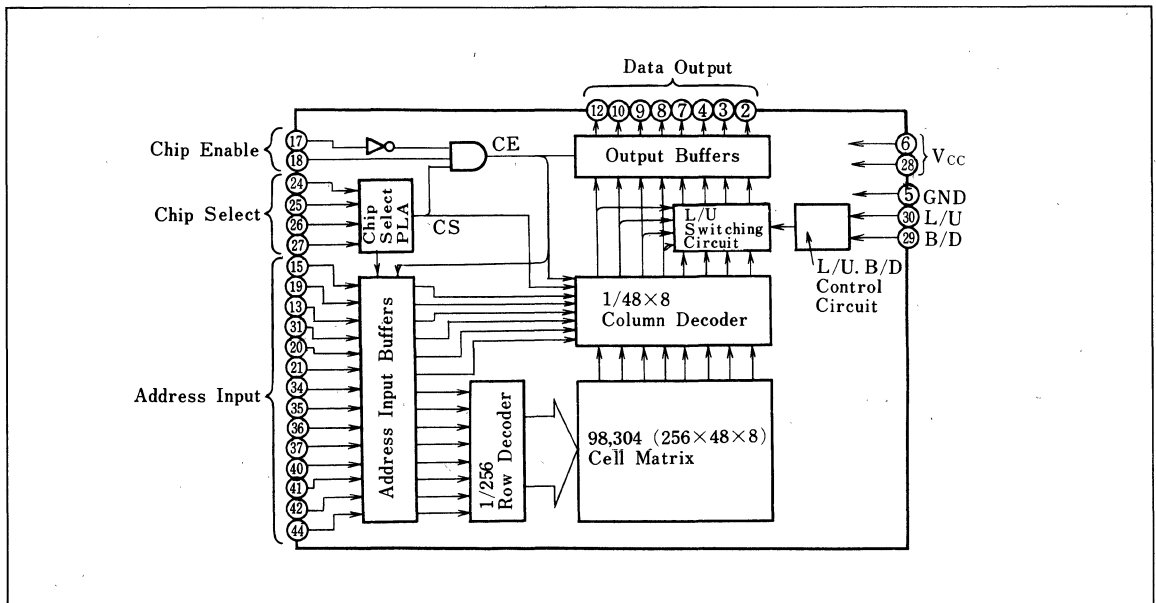 Data Output
12 10 9 8 7 4 3 2
Chip Enable
17
18
CE
Output Buffers
6
28
VCC
5 GND
30 L/U
29 B/D
Chip Select
24
25
26
27
Chip
Select
PLA
CS
L/U
Switching
Circuit
L/U. B/D
Control
Circuit
Address Input
15
19
13
31
20
21
34
35
36
37
40
41
42
44
Address Input Buffers
1/48×8
Column Decoder
1/256
Row Decoder
98,304 (256×48×8)
Cell Matrix